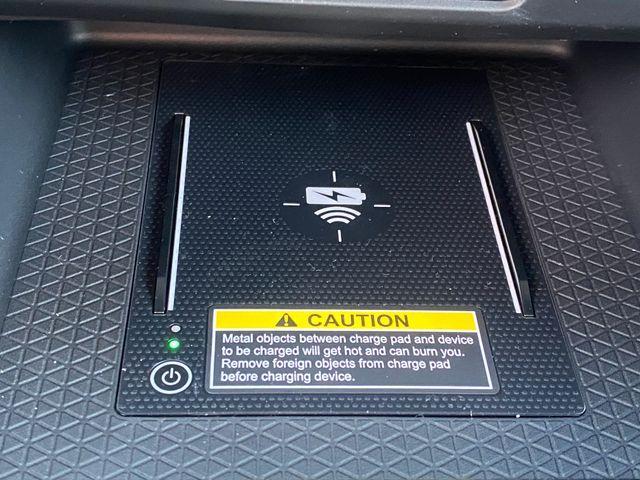 CAUTION
Metal objects between charge pad and device
to be charged will get hot and can burn you.
Remove foreign objects from charge pad
before charging device.